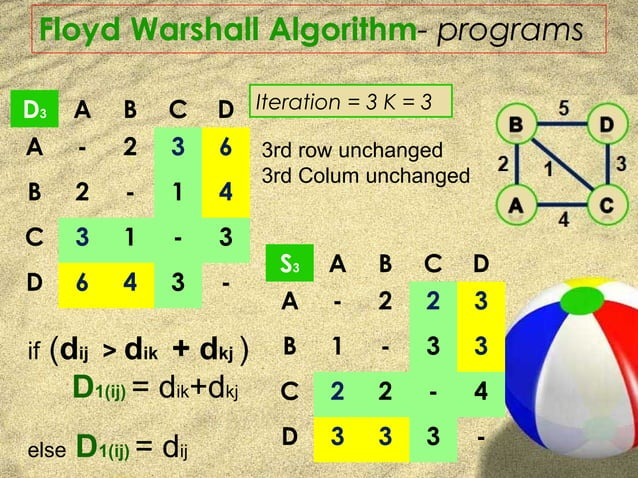 Floyd Warshall Algorithm- programs
Iteration = 3 K = 3
D3 A B C D
A - 2 3 6
B 2 - 1 4
C 3 1 - 3
D 6 4 3 -
3rd row unchanged
3rd Colum unchanged
B 5 D
2 1 3
A 4 C
S3 A B C D
A - 2 2 3
B 1 - 3 3
C 2 2 - 4
D 3 3 3 -
if (dij > dik + dkj )
D1(ij) = dik+dkj
else D1(ij) = dij